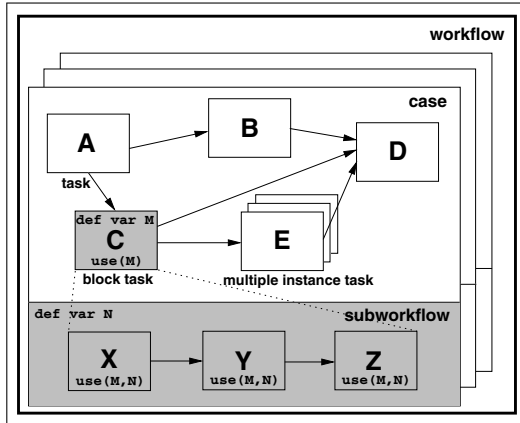 workflow
case
A
B
D
task
def var M
C
use(M)
block task
E
multiple instance task
def var N
subworkflow
X
use(M,N)
Y
use(M,N)
Z
use(M,N)